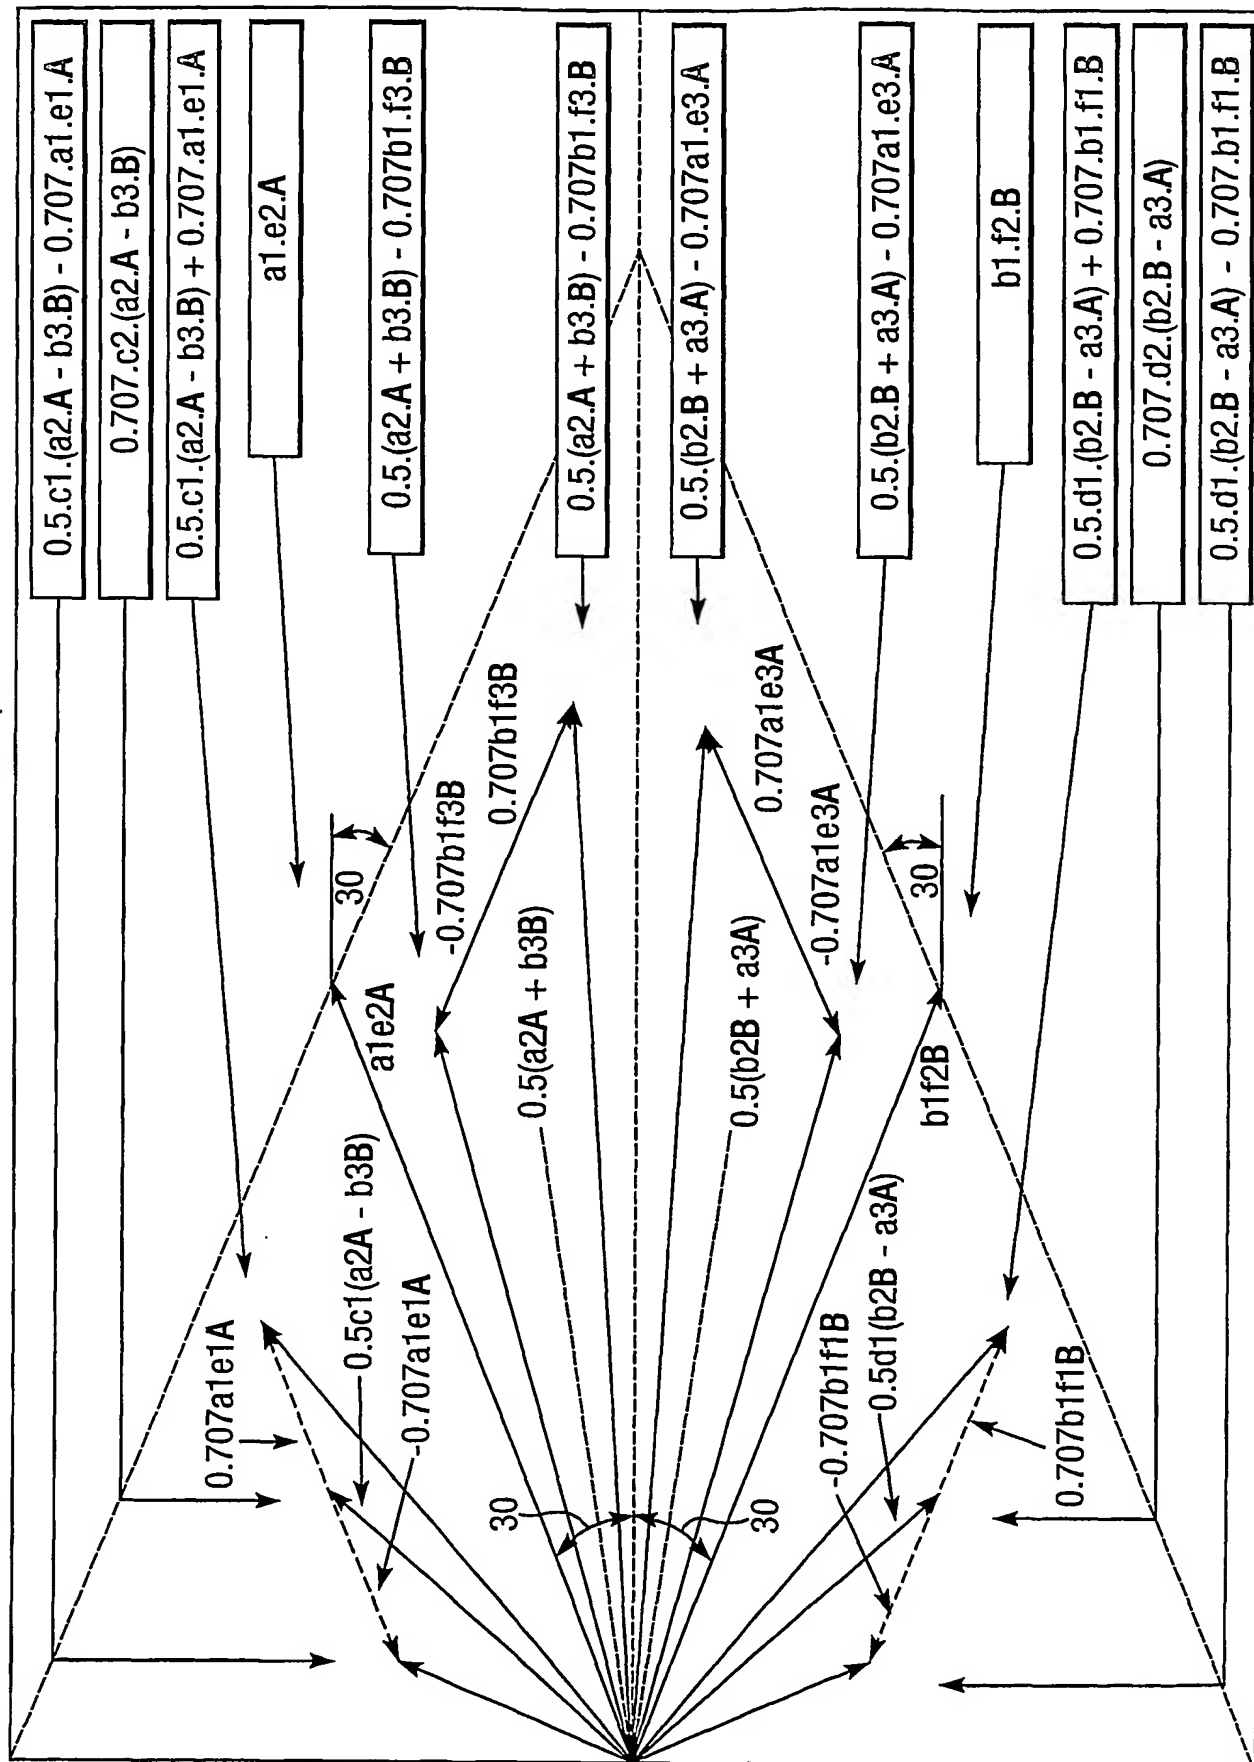 0.5.c1.(a2.A - b3.B) - 0.707.a1.e1.A
0.707.c2.(a2.A - b3.B)
0.5.c1.(a2.A - b3.B) + 0.707.a1.e1.A
a1.e2.A
0.5.(a2.A + b3.B) - 0.707b1.f3.B
0.5.(a2.A + b3.B) - 0.707b1.f3.B
0.5.(b2.B + a3.A) - 0.707a1.e3.A
0.5.(b2.B + a3.A) - 0.707a1.e3.A
b1.f2.B
0.5.d1.(b2.B - a3.A) + 0.707.b1.f1.B
0.707.d2.(b2.B - a3.A)
0.5.d1.(b2.B - a3.A) - 0.707.b1.f1.B
0.707a1e1A
0.5c1(a2A - b3B)
-0.707a1e1A
a1e2A
30
-0.707b1f3B
0.707b1f3B
0.5(a2A + b3B)
30
30
0.5(b2B + a3A)
0.707a1e3A
-0.707a1e3A
30
b1f2B
-0.707b1f1B
0.5d1(b2B - a3A)
0.707b1f1B